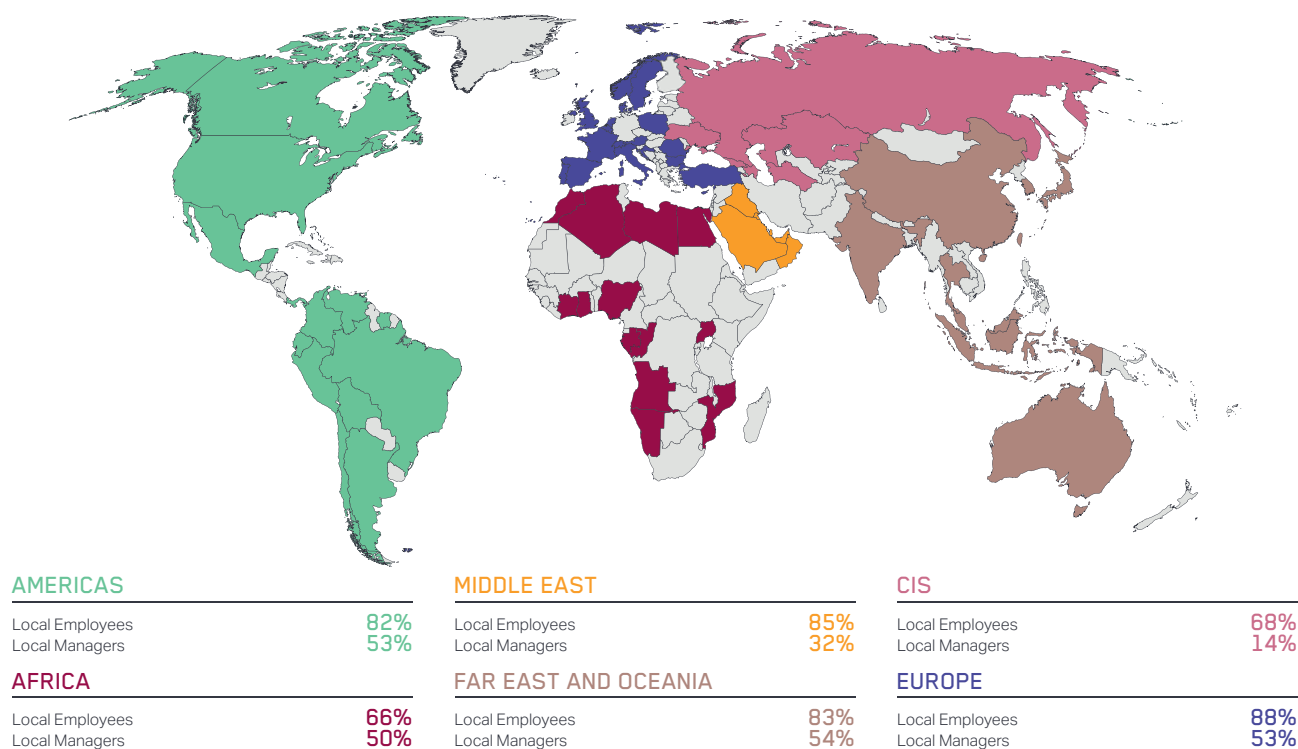 AMERICAS
Local Employees 82%
Local Managers 53%
MIDDLE EAST
Local Employees 85%
Local Managers 32%
CIS
Local Employees 68%
Local Managers 14%
AFRICA
Local Employees 66%
Local Managers 50%
FAR EAST AND OCEANIA
Local Employees 83%
Local Managers 54%
EUROPE
Local Employees 88%
Local Managers 53%